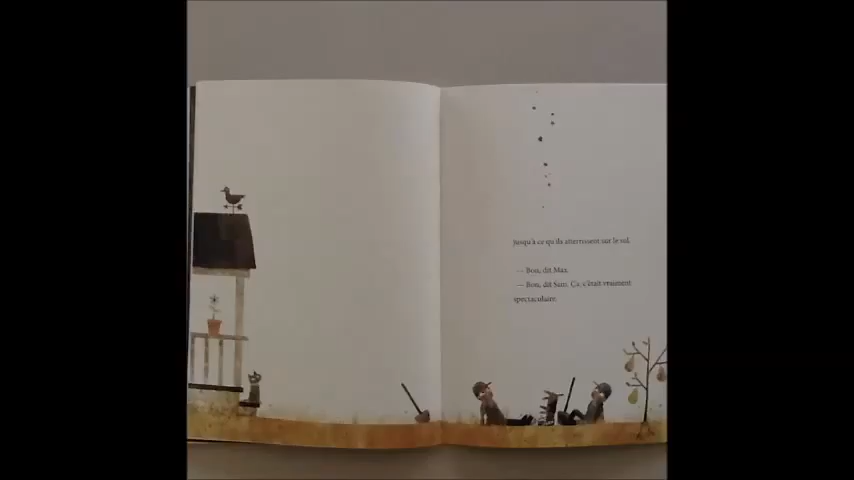 jusqu'à ce qu'ils atterrissent sur le sol.
— Bon, dit Max.
— Bon, dit Sam. Ça, c'était vraiment
spectaculaire.